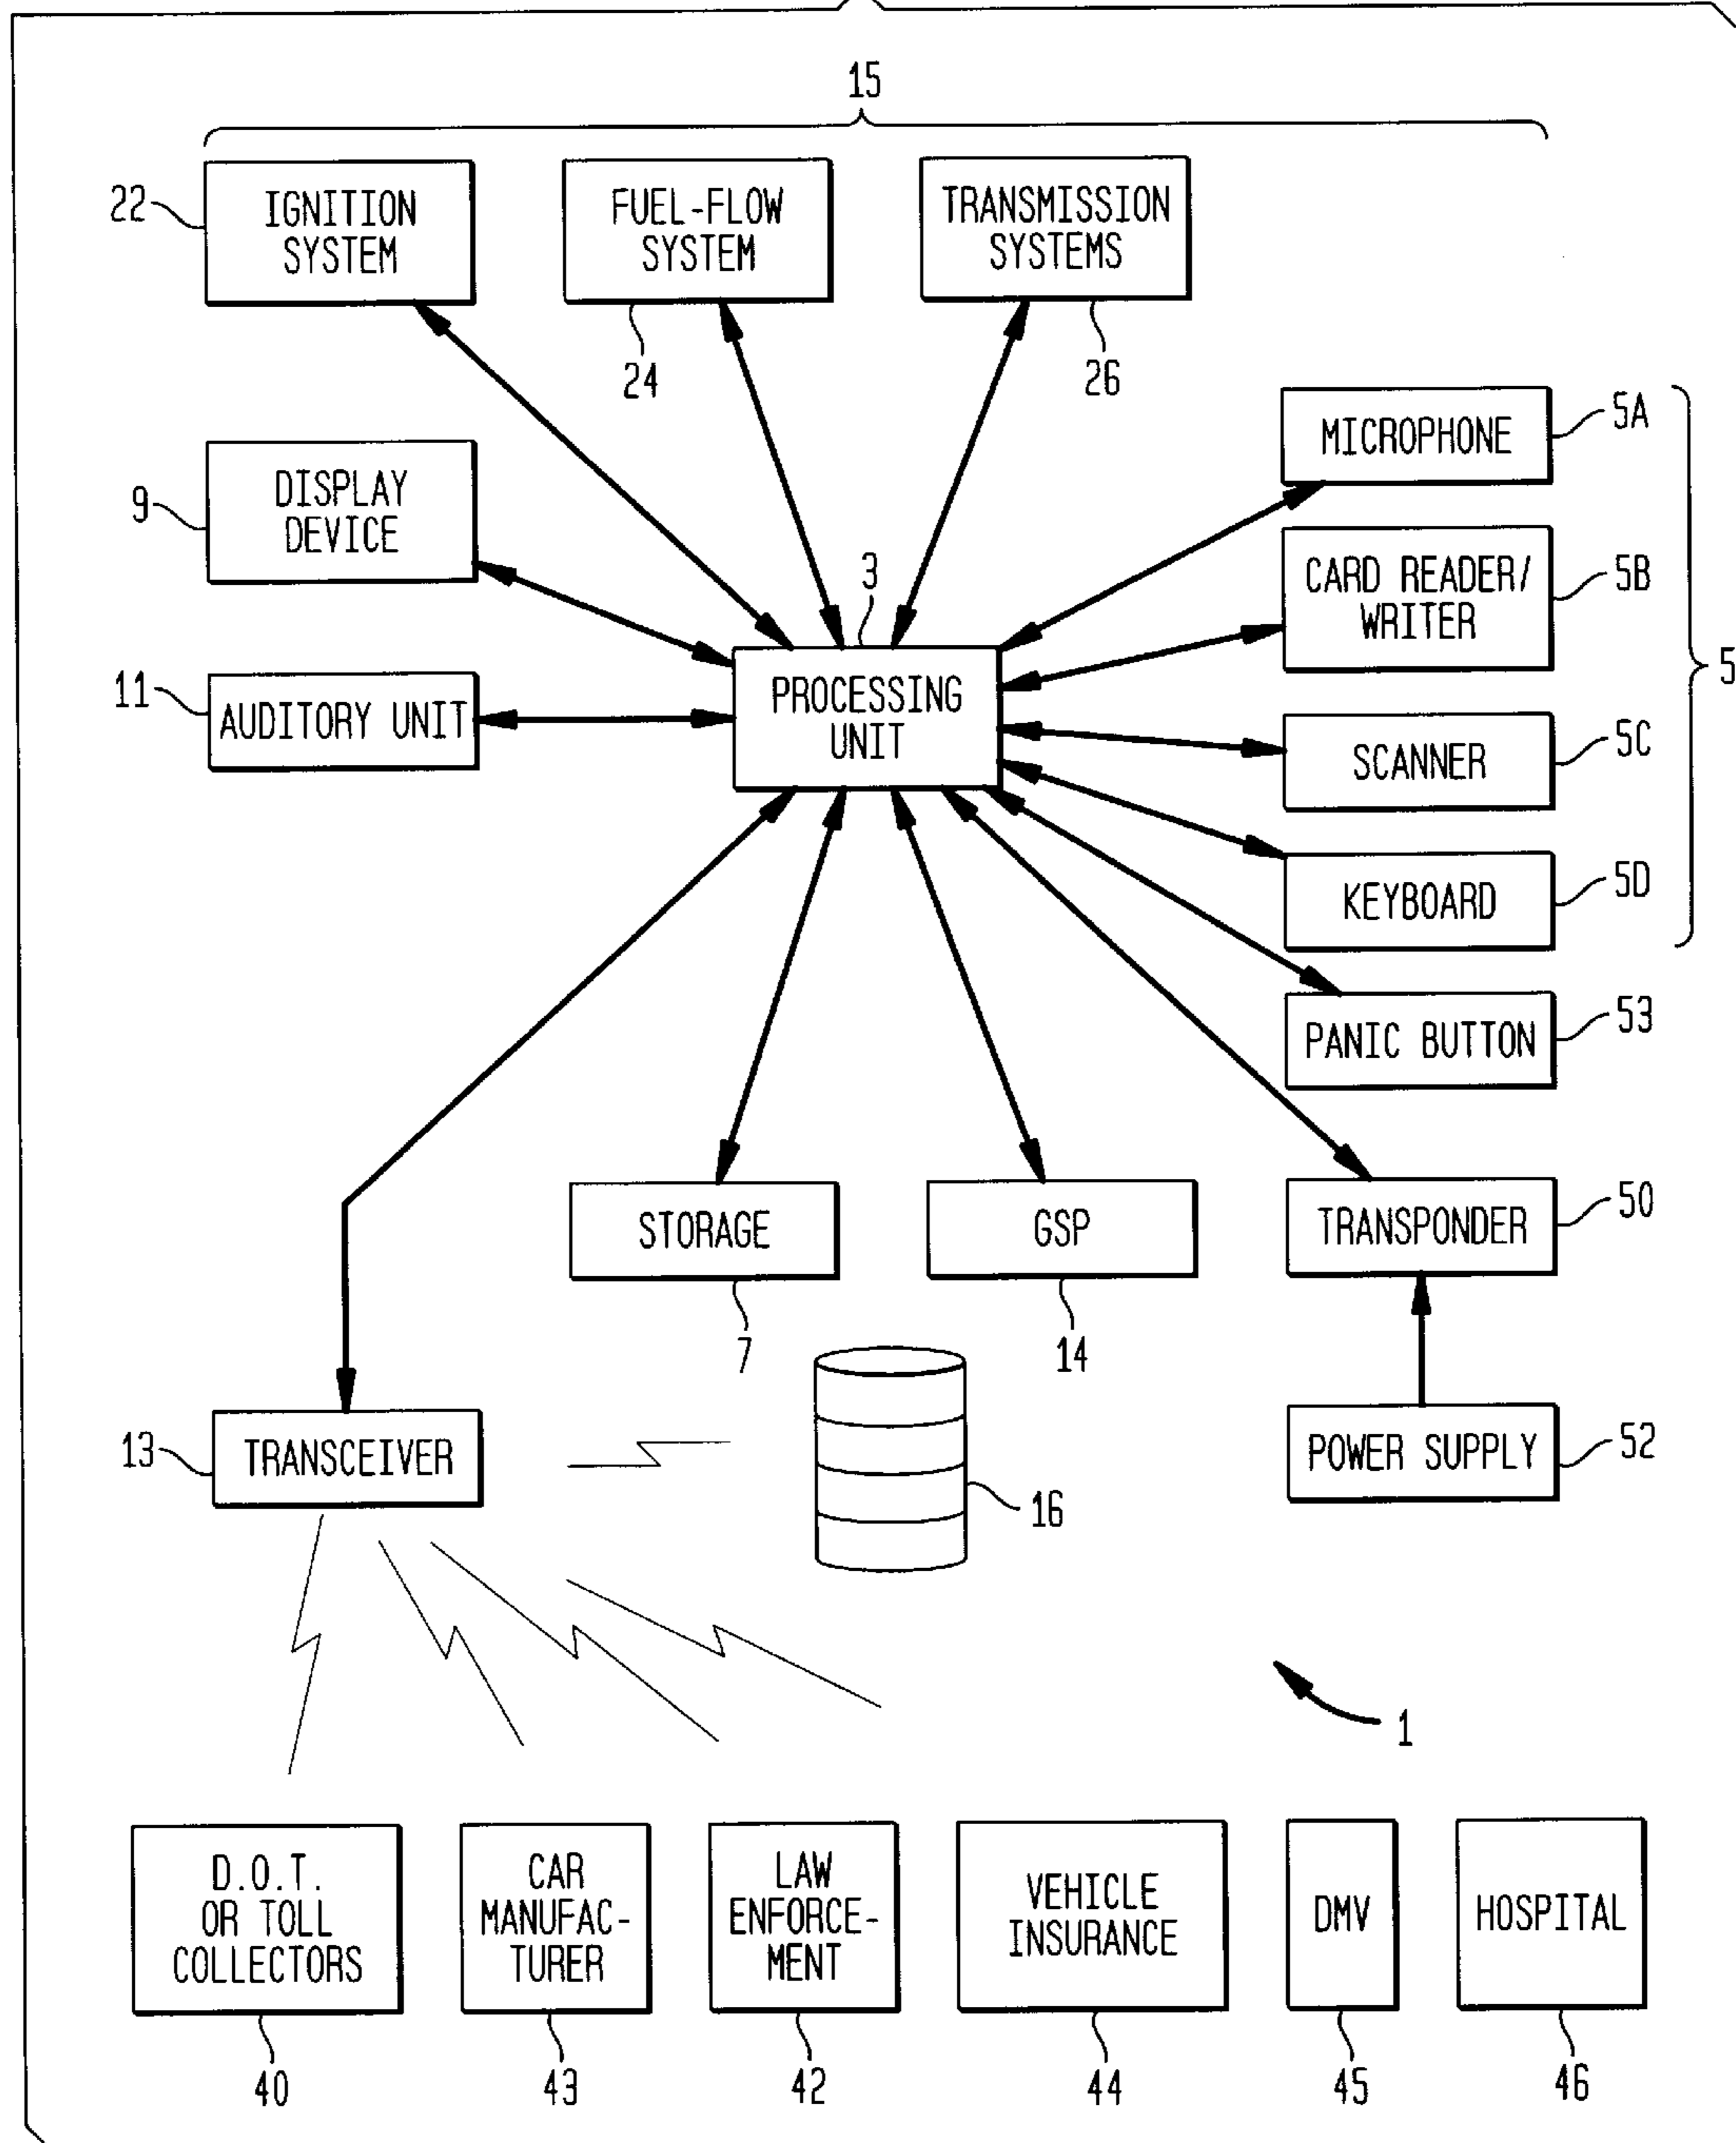 15
22
IGNITION
SYSTEM
FUEL-FLOW
SYSTEM
24
TRANSMISSION
SYSTEMS
26
MICROPHONE
5A
9
DISPLAY
DEVICE
CARD READER/
WRITER
5B
3
PROCESSING
UNIT
5
11
AUDITORY UNIT
SCANNER
5C
KEYBOARD
5D
PANIC BUTTON
53
STORAGE
7
GSP
14
TRANSPONDER
50
13
TRANSCEIVER
16
POWER SUPPLY
52
1
D.O.T.
OR TOLL
COLLECTORS
40
CAR
MANUFAC-
TURER
43
LAW
ENFORCE-
MENT
42
VEHICLE
INSURANCE
44
DMV
45
HOSPITAL
46